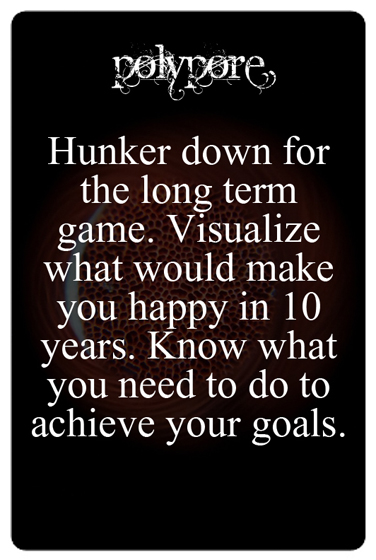 polypore
Hunker down for
the long term
game. Visualize
what would make
you happy in 10
years. Know what
you need to do to
achieve your goals.